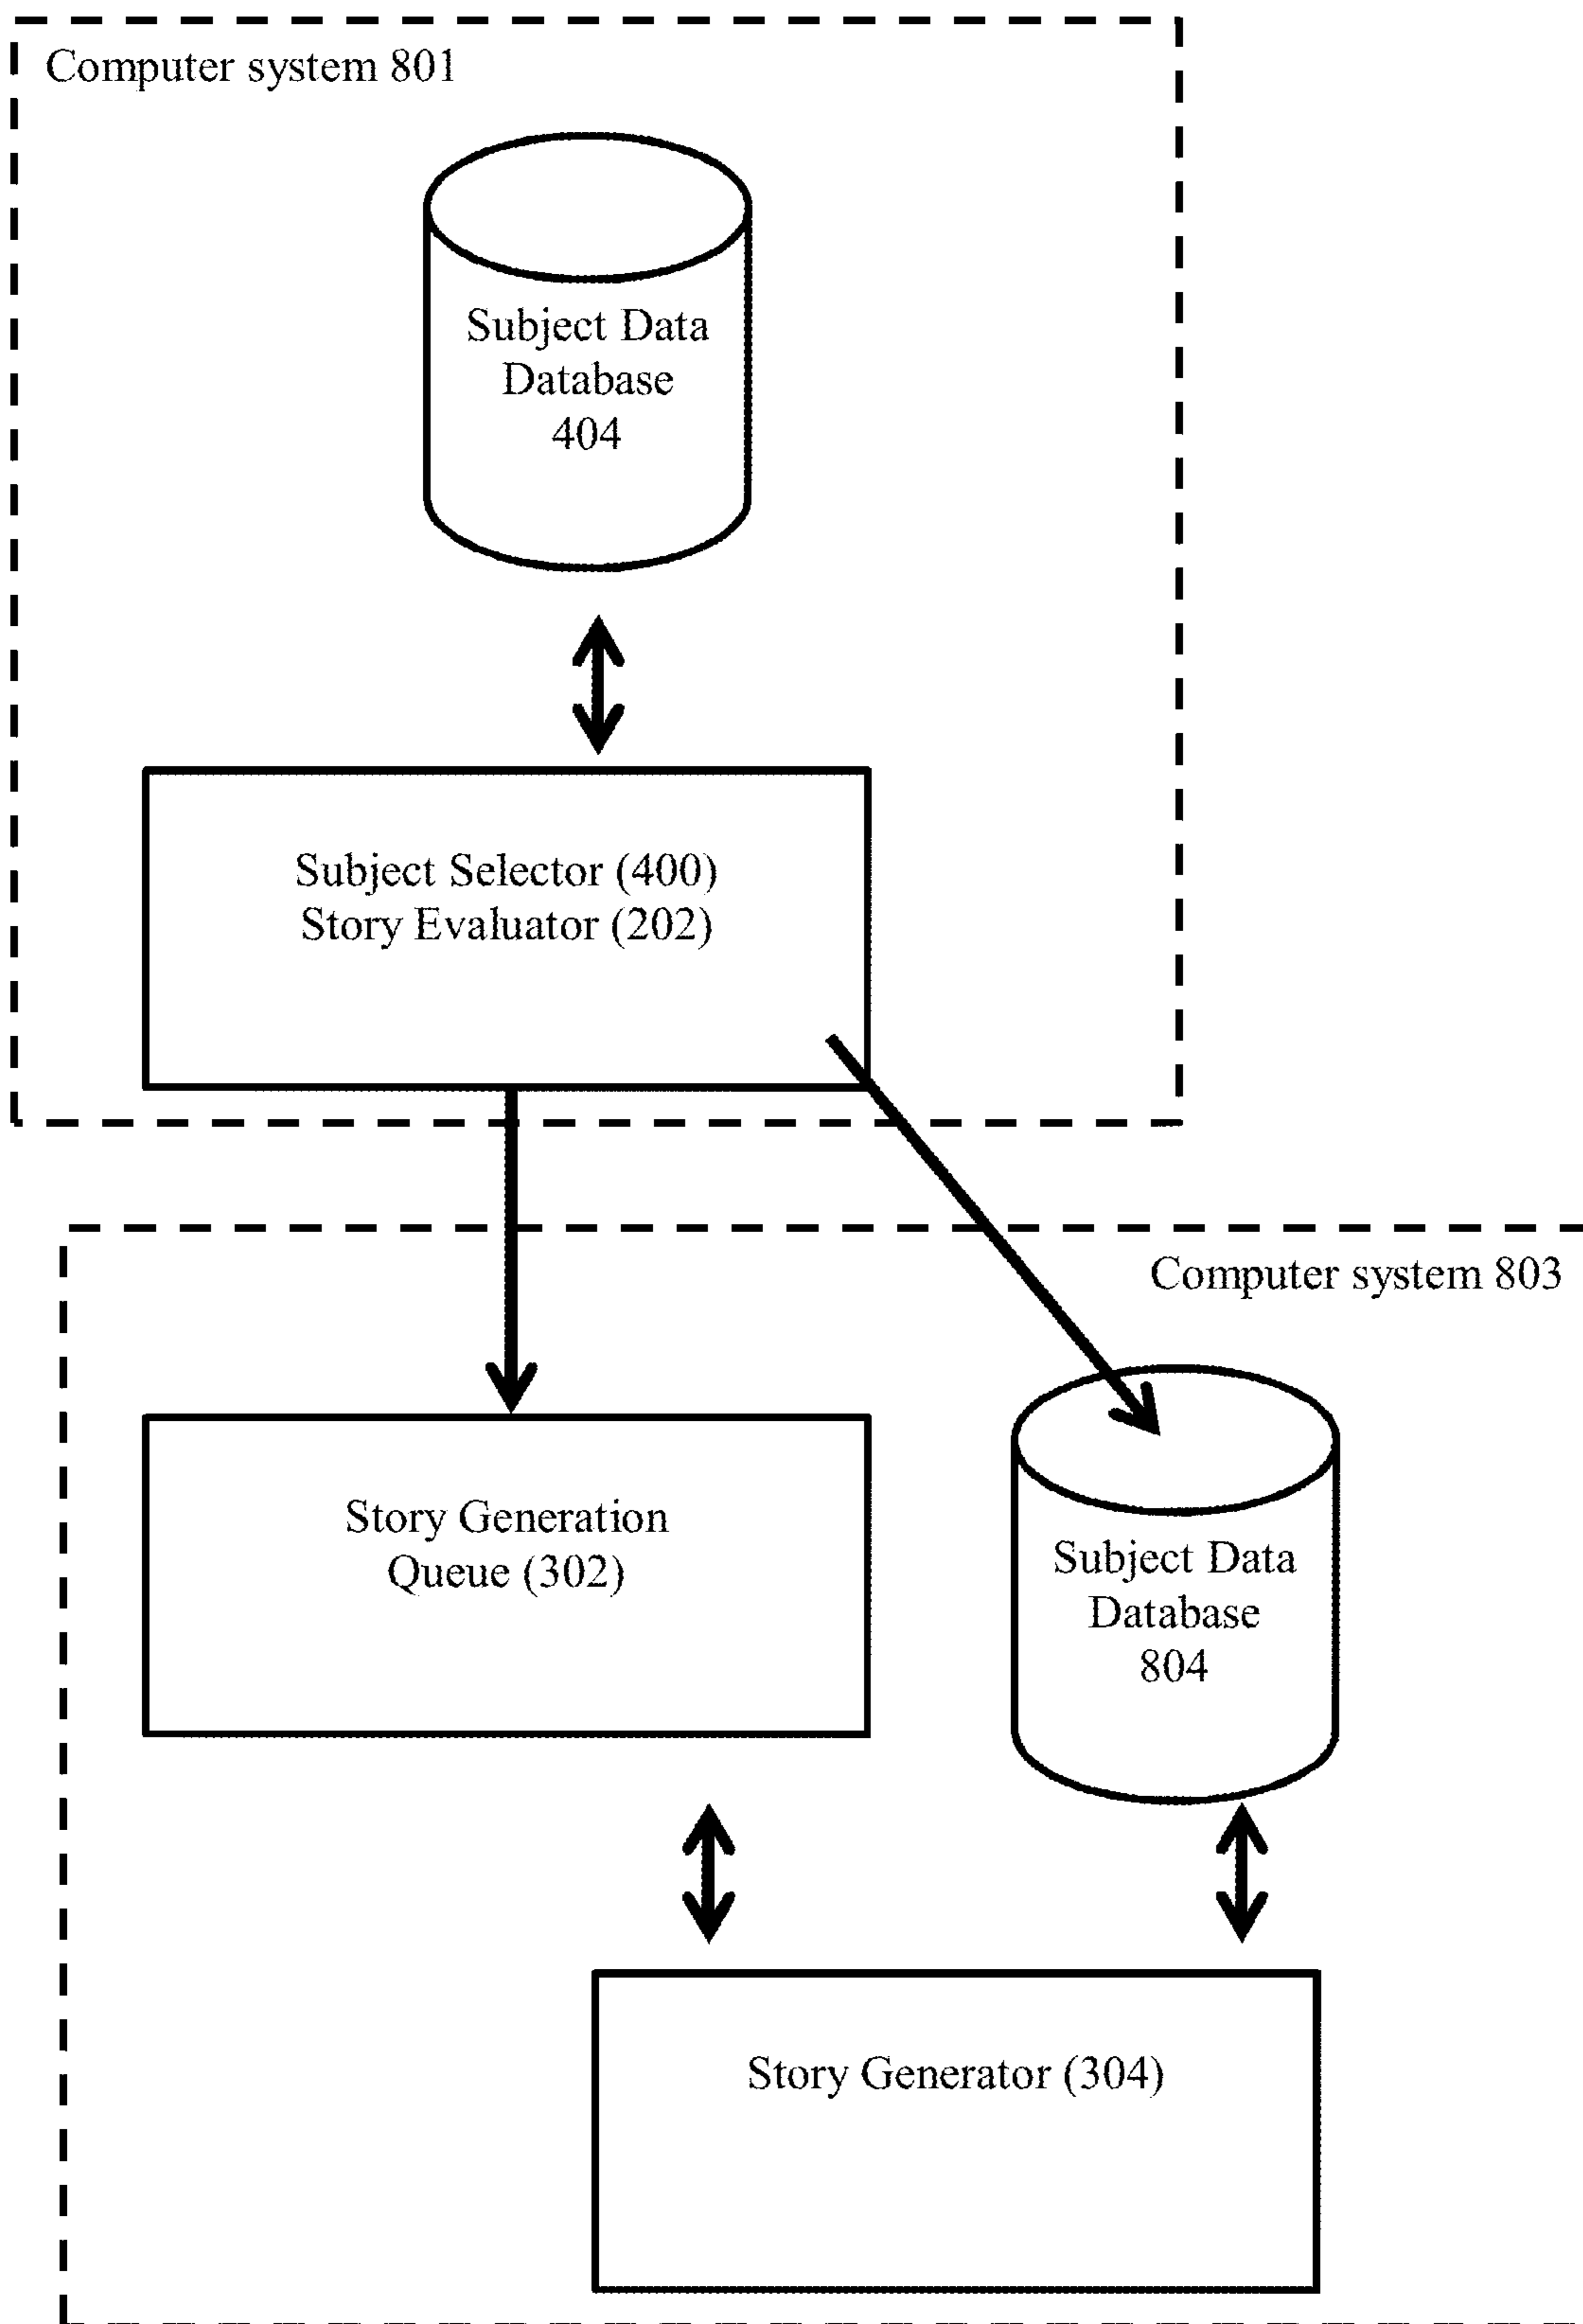 Computer system 801
Subject Data
Database
404
Subject Selector (400)
Story Evaluator (202)
Computer system 803
Story Generation
Queue (302)
Subject Data
Database
804
Story Generator (304)